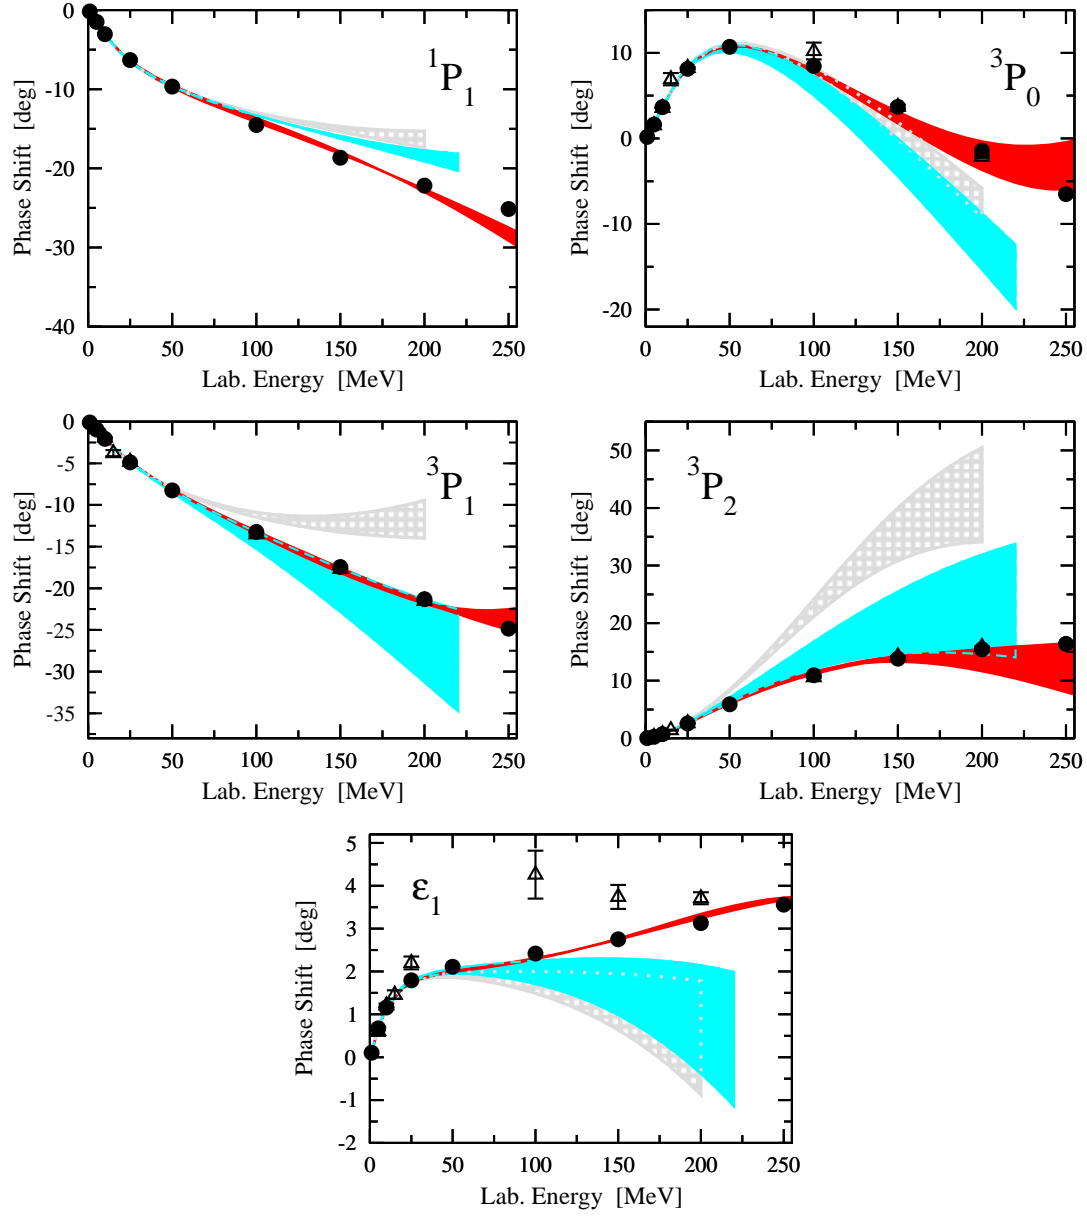 0
-10
-20
-30
-40
Phase Shift [deg]
¹P₁
0 50 100 150 200 250
Lab. Energy [MeV]
10
0
-10
-20
Phase Shift [deg]
³P₀
0 50 100 150 200 250
Lab. Energy [MeV]
0
-5
-10
-15
-20
-25
-30
-35
Phase Shift [deg]
³P₁
0 50 100 150 200 250
Lab. Energy [MeV]
50
40
30
20
10
0
Phase Shift [deg]
³P₂
0 50 100 150 200 250
Lab. Energy [MeV]
5
4
3
2
1
0
-1
-2
Phase Shift [deg]
ε₁
0 50 100 150 200 250
Lab. Energy [MeV]